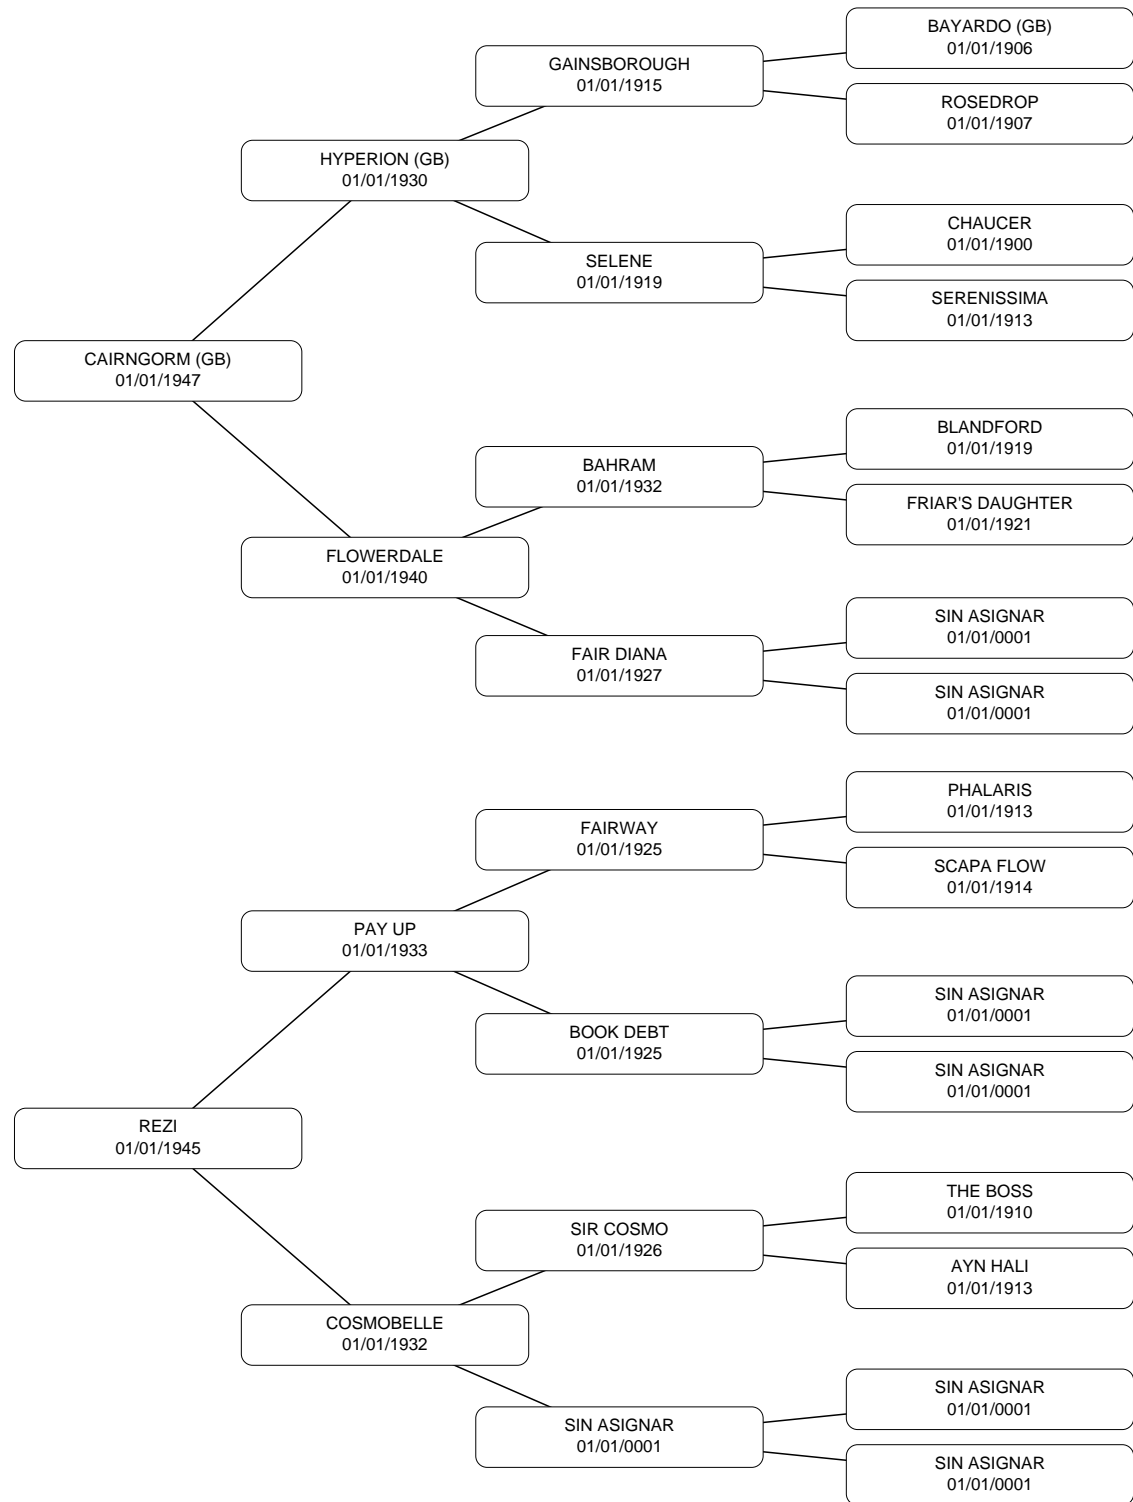 BAYARDO (GB)
01/01/1906
GAINSBOROUGH
01/01/1915
ROSEDROP
01/01/1907
HYPERION (GB)
01/01/1930
CHAUCER
01/01/1900
SELENE
01/01/1919
SERENISSIMA
01/01/1913
CAIRNGORM (GB)
01/01/1947
BLANDFORD
01/01/1919
BAHRAM
01/01/1932
FRIAR'S DAUGHTER
01/01/1921
FLOWERDALE
01/01/1940
SIN ASIGNAR
01/01/0001
FAIR DIANA
01/01/1927
SIN ASIGNAR
01/01/0001
PHALARIS
01/01/1913
FAIRWAY
01/01/1925
SCAPA FLOW
01/01/1914
PAY UP
01/01/1933
SIN ASIGNAR
01/01/0001
BOOK DEBT
01/01/1925
SIN ASIGNAR
01/01/0001
REZI
01/01/1945
THE BOSS
01/01/1910
SIR COSMO
01/01/1926
AYN HALI
01/01/1913
COSMOBELLE
01/01/1932
SIN ASIGNAR
01/01/0001
SIN ASIGNAR
01/01/0001
SIN ASIGNAR
01/01/0001